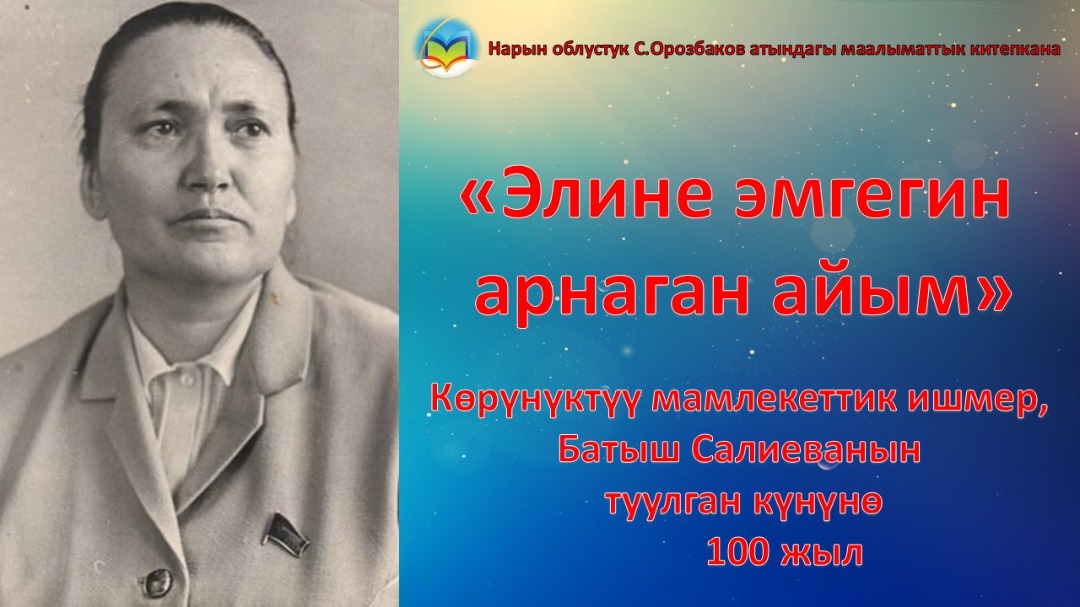 Нарын облустук С.Орозбаков атындагы маалыматтык китепкана
«Элине эмгегин
арнаган айым»
Көрүнүктүү мамлекеттик ишмер,
Батыш Салиеванын
туулган күнүнө
100 жыл